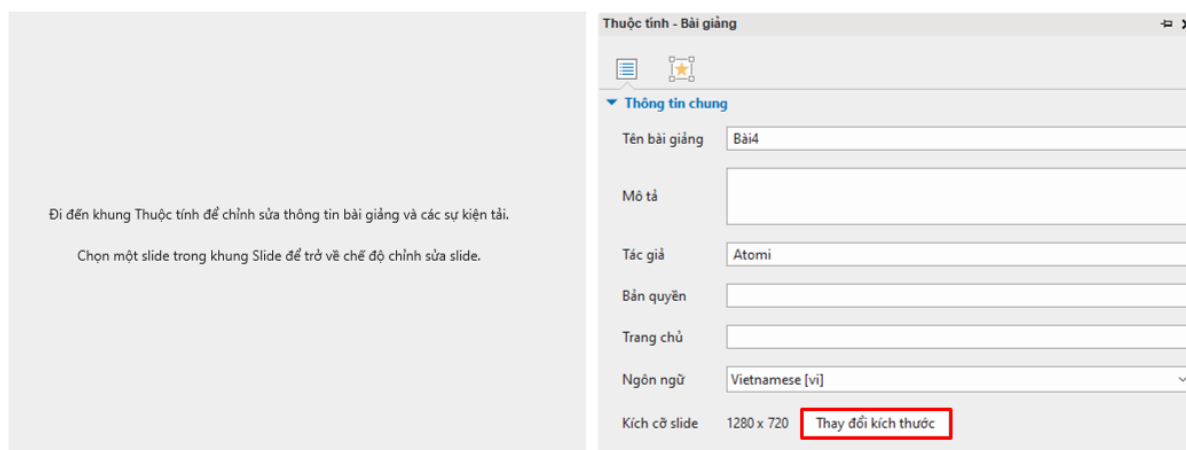 Đi đến khung Thuộc tính để chỉnh sửa thông tin bài giảng và các sự kiện tải.
Chọn một slide trong khung Slide để trở về chế độ chỉnh sửa slide.
Thuộc tính - Bài giảng
Thông tin chung
Tên bài giảng Bài4
Mô tả
Tác giả Atomi
Bản quyền
Trang chủ
Ngôn ngữ Vietnamese [vi]
Kích cỡ slide 1280 x 720 Thay đổi kích thước